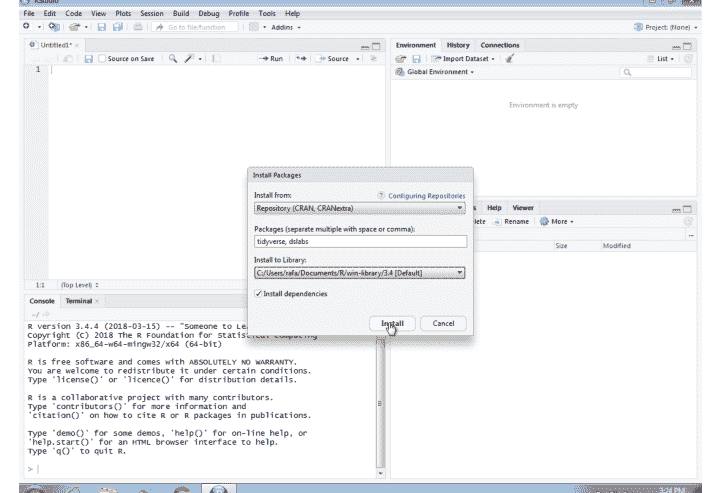 RStudio
File Edit Code View Plots Session Build Debug Profile Tools Help
Go to file/function Addins Project: (None)
Untitled1*
Source on Save Run Source
1
1:1 (Top Level)
Environment History Connections
Import Dataset List
Global Environment
Environment is empty
Install Packages
Install from: ? Configuring Repositories
Repository (CRAN, CRANextra)
Packages (separate multiple with space or comma):
tidyverse, dslabs
Install to Library:
C:/Users/rafa/Documents/R/win-library/3.4 [Default]
Install dependencies
Install Cancel
Help Viewer
Rename More
Size Modified
Console Terminal
~/
R version 3.4.4 (2018-03-15) -- "Someone to Le
Copyright (C) 2018 The R Foundation for Statistical Computing
Platform: x86_64-w64-mingw32/x64 (64-bit)
R is free software and comes with ABSOLUTELY NO WARRANTY.
You are welcome to redistribute it under certain conditions.
Type 'license()' or 'licence()' for distribution details.
R is a collaborative project with many contributors.
Type 'contributors()' for more information and
'citation()' on how to cite R or R packages in publications.
Type 'demo()' for some demos, 'help()' for on-line help, or
'help.start()' for an HTML browser interface to help.
Type 'q()' to quit R.
>
3:24 PM